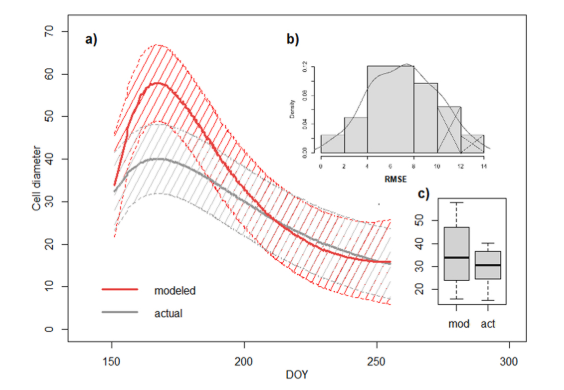 a)
70
60
50
40
30
20
10
0
Cell diameter
modeled
actual
150
200
250
300
DOY
b)
0.12
0.08
0.04
0.00
Density
0
2
4
6
8
10
12
14
RMSE
c)
50
40
30
20
mod
act